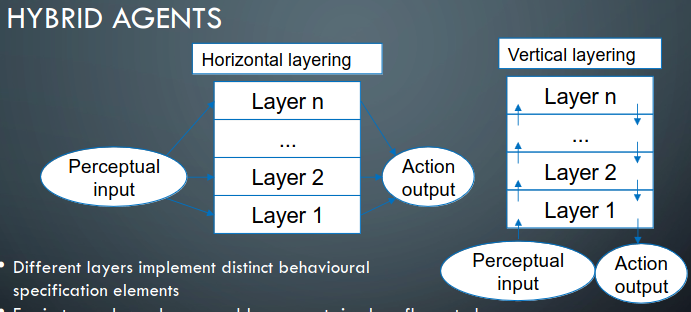 HYBRID AGENTS
Horizontal layering
Layer n
...
Layer 2
Layer 1
Perceptual
input
Action
output
Vertical layering
Layer n
...
Layer 2
Layer 1
Perceptual
input
Action
output
• Different layers implement distinct behavioural
specification elements